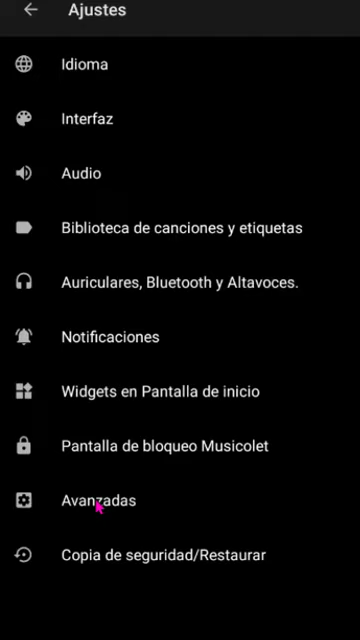 Ajustes
Idioma
Interfaz
Audio
Biblioteca de canciones y etiquetas
Auriculares, Bluetooth y Altavoces.
Notificaciones
Widgets en Pantalla de inicio
Pantalla de bloqueo Musicolet
Avanzadas
Copia de seguridad/Restaurar